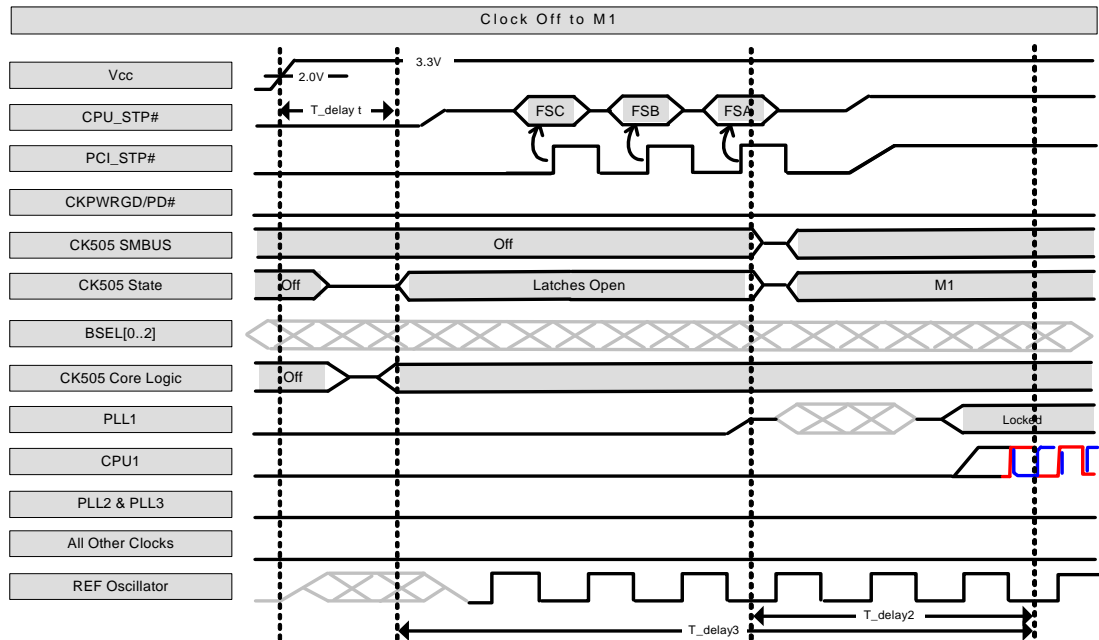 Clock Off to M1
Vcc
2.0V
3.3V
T_delay t
CPU_STP#
FSC
FSB
FSA
PCI_STP#
CKPWRGD/PD#
CK505 SMBUS
Off
CK505 State
Off
Latches Open
M1
BSEL[0..2]
CK505 Core Logic
Off
PLL1
Locked
CPU1
PLL2 & PLL3
All Other Clocks
REF Oscillator
T_delay2
T_delay3